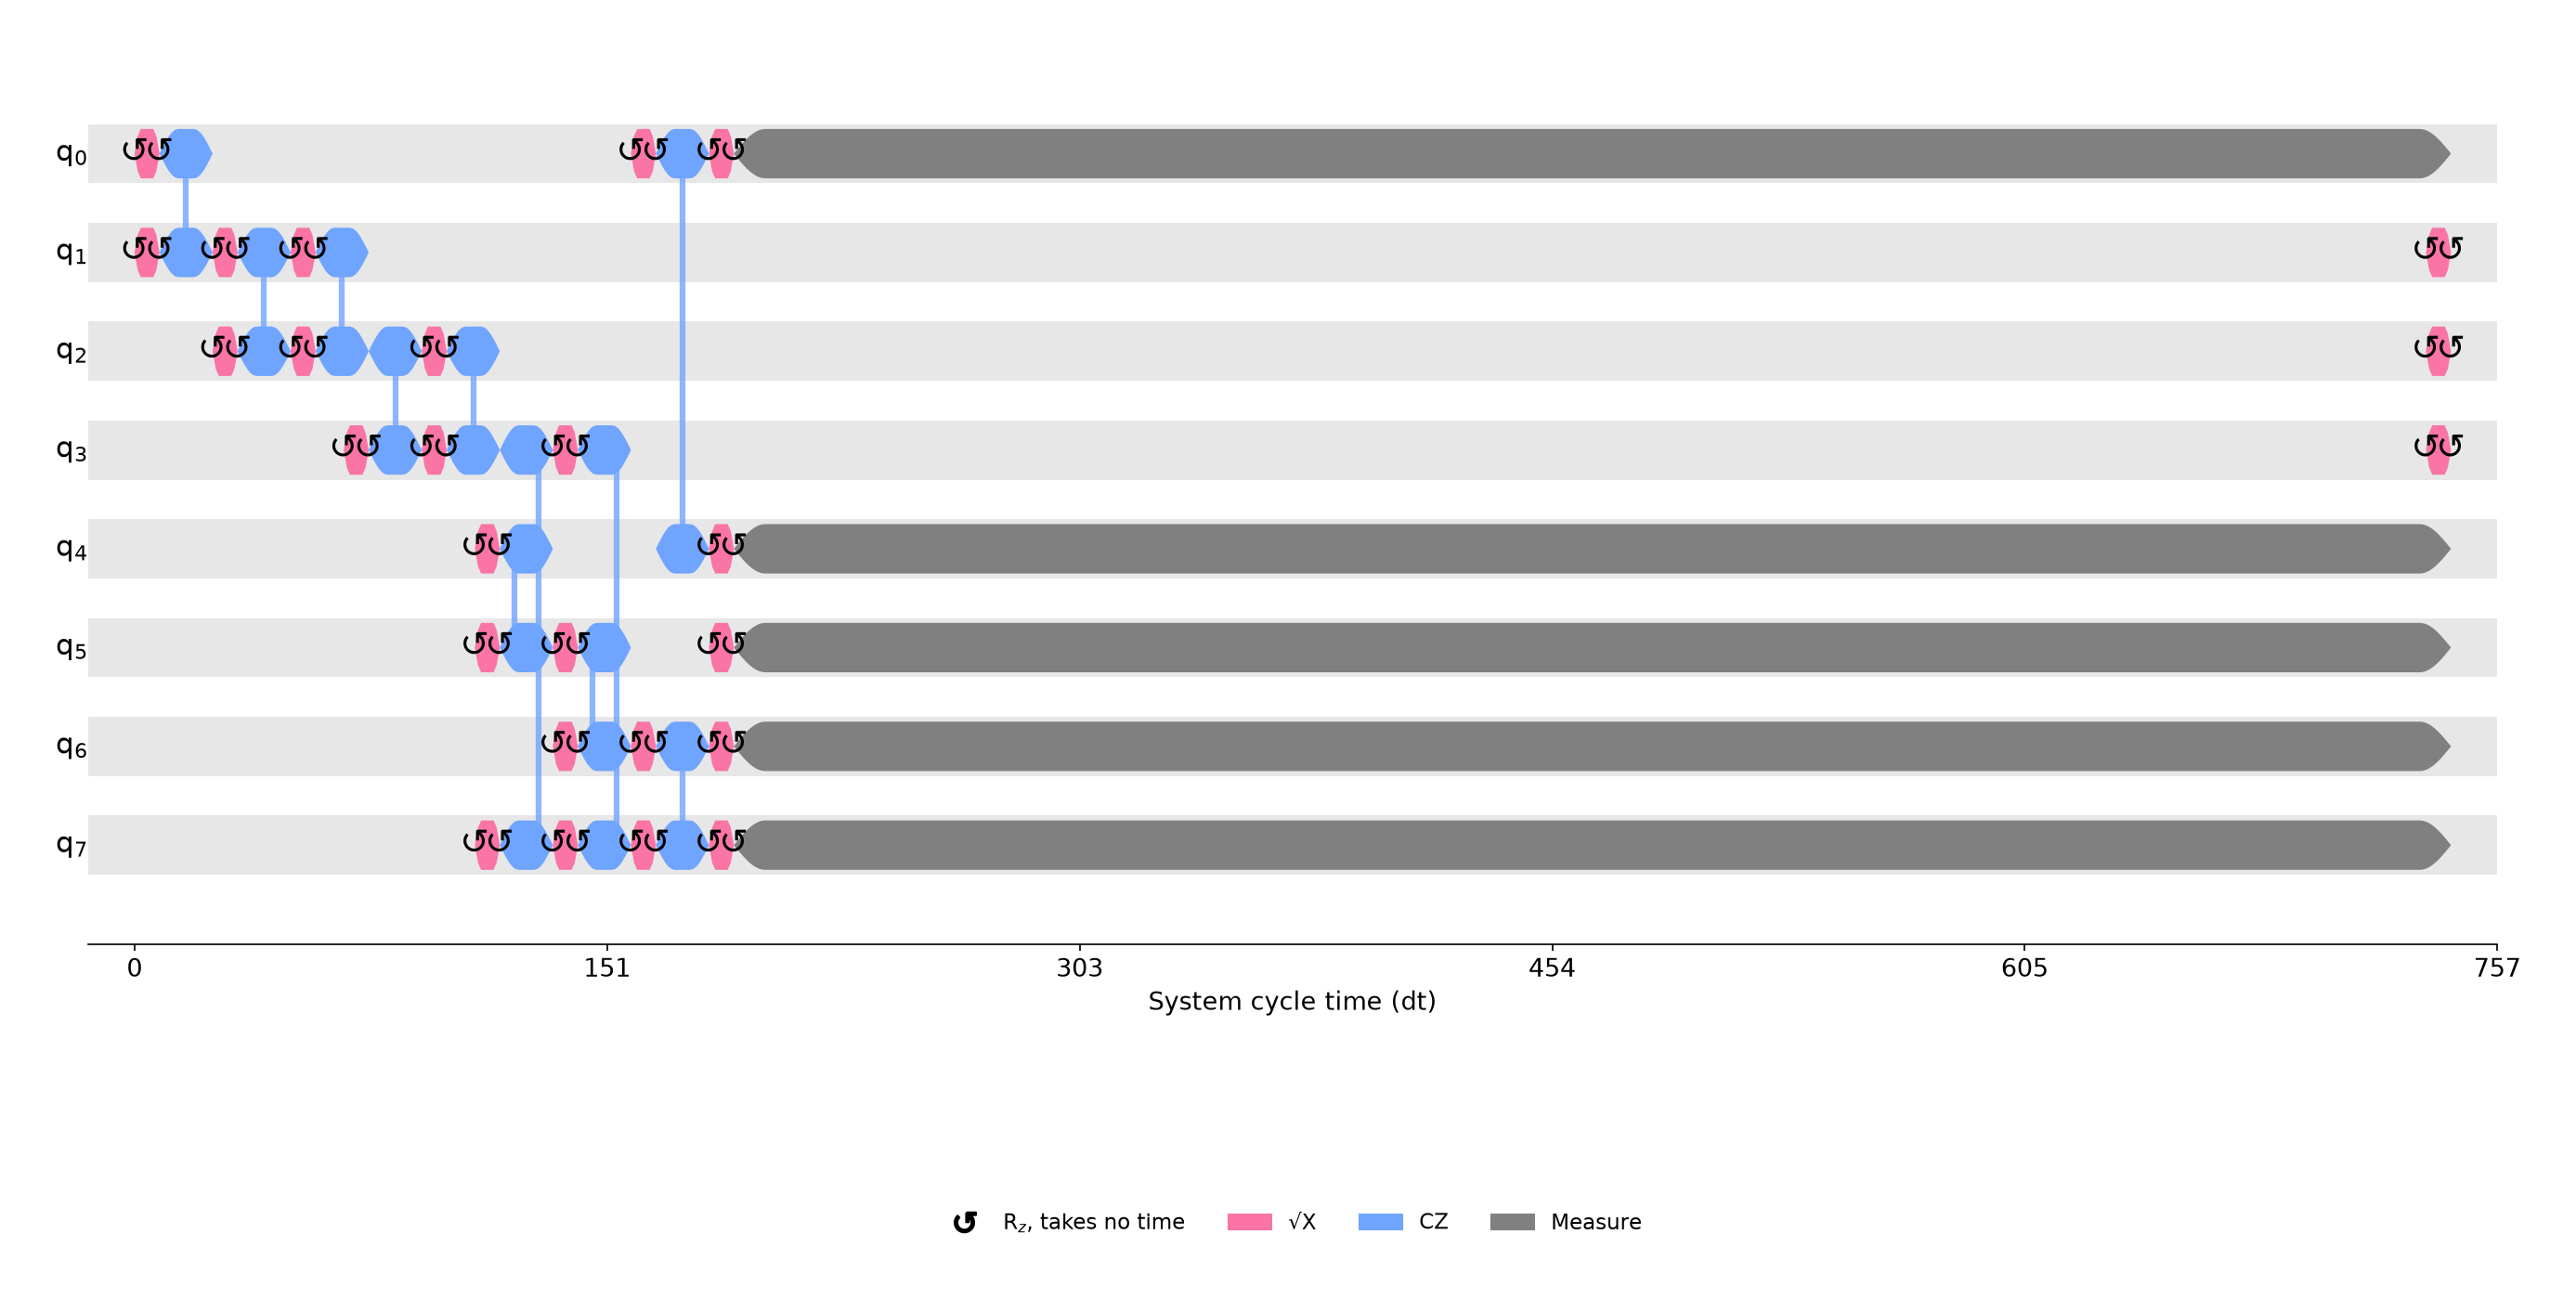 q0
q1
q2
q3
q4
q5
q6
q7
0 151 303 454 605 757
System cycle time (dt)
Rz, takes no time √X CZ Measure